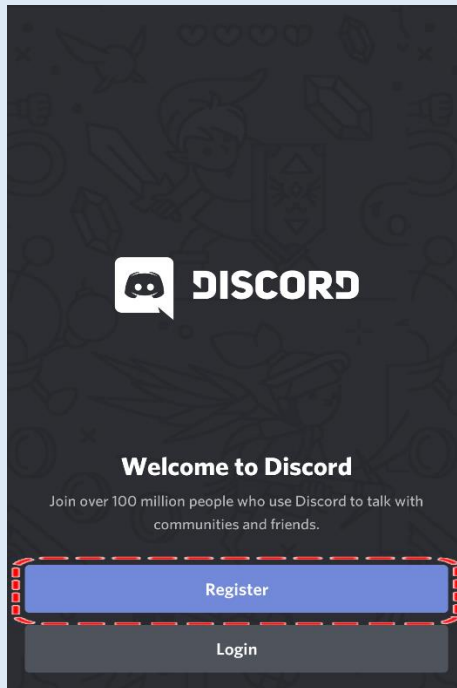 DISCORD
Welcome to Discord
Join over 100 million people who use Discord to talk with
communities and friends.
Register
Login